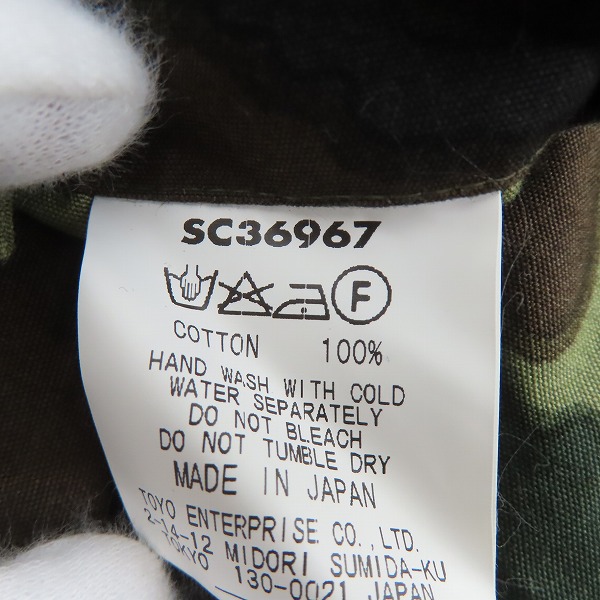 SC36967
F
COTTON 100%
HAND WASH WITH COLD
WATER SEPARATELY
DO NOT BLEACH
DO NOT TUMBLE DRY
MADE IN JAPAN
TOYO ENTERPRISE CO.,LTD.
2-14-12 MIDORI SUMIDA-KU
TOKYO 130-0021 JAPAN